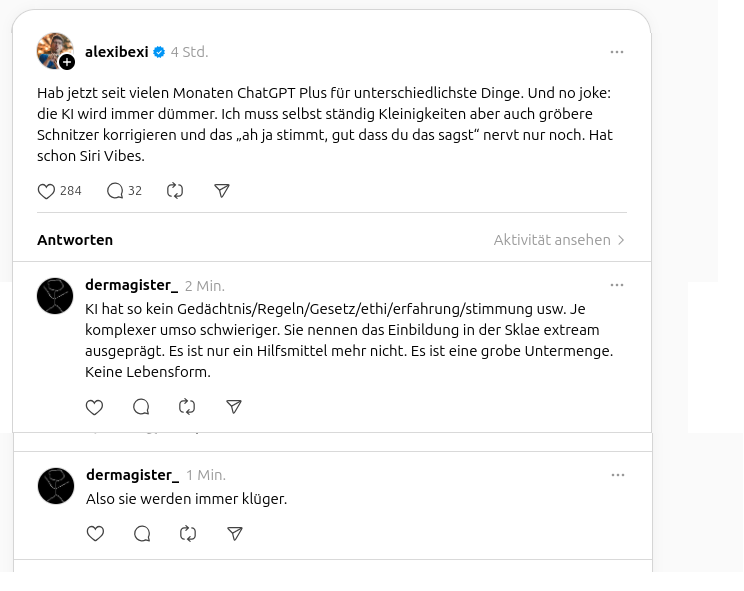 alexibexi 4 Std.
Hab jetzt seit vielen Monaten ChatGPT Plus für unterschiedlichste Dinge. Und no joke:
die KI wird immer dümmer. Ich muss selbst ständig Kleinigkeiten aber auch gröbere
Schnitzer korrigieren und das „ah ja stimmt, gut dass du das sagst“ nervt nur noch. Hat
schon Siri Vibes.
284 32
Antworten Aktivität ansehen
dermagister_ 2 Min.
KI hat so kein Gedächtnis/Regeln/Gesetz/ethi/erfahrung/stimmung usw. Je
komplexer umso schwieriger. Sie nennen das Einbildung in der Sklae extream
ausgeprägt. Es ist nur ein Hilfsmittel mehr nicht. Es ist eine grobe Untermenge.
Keine Lebensform.
dermagister_ 1 Min.
Also sie werden immer klüger.